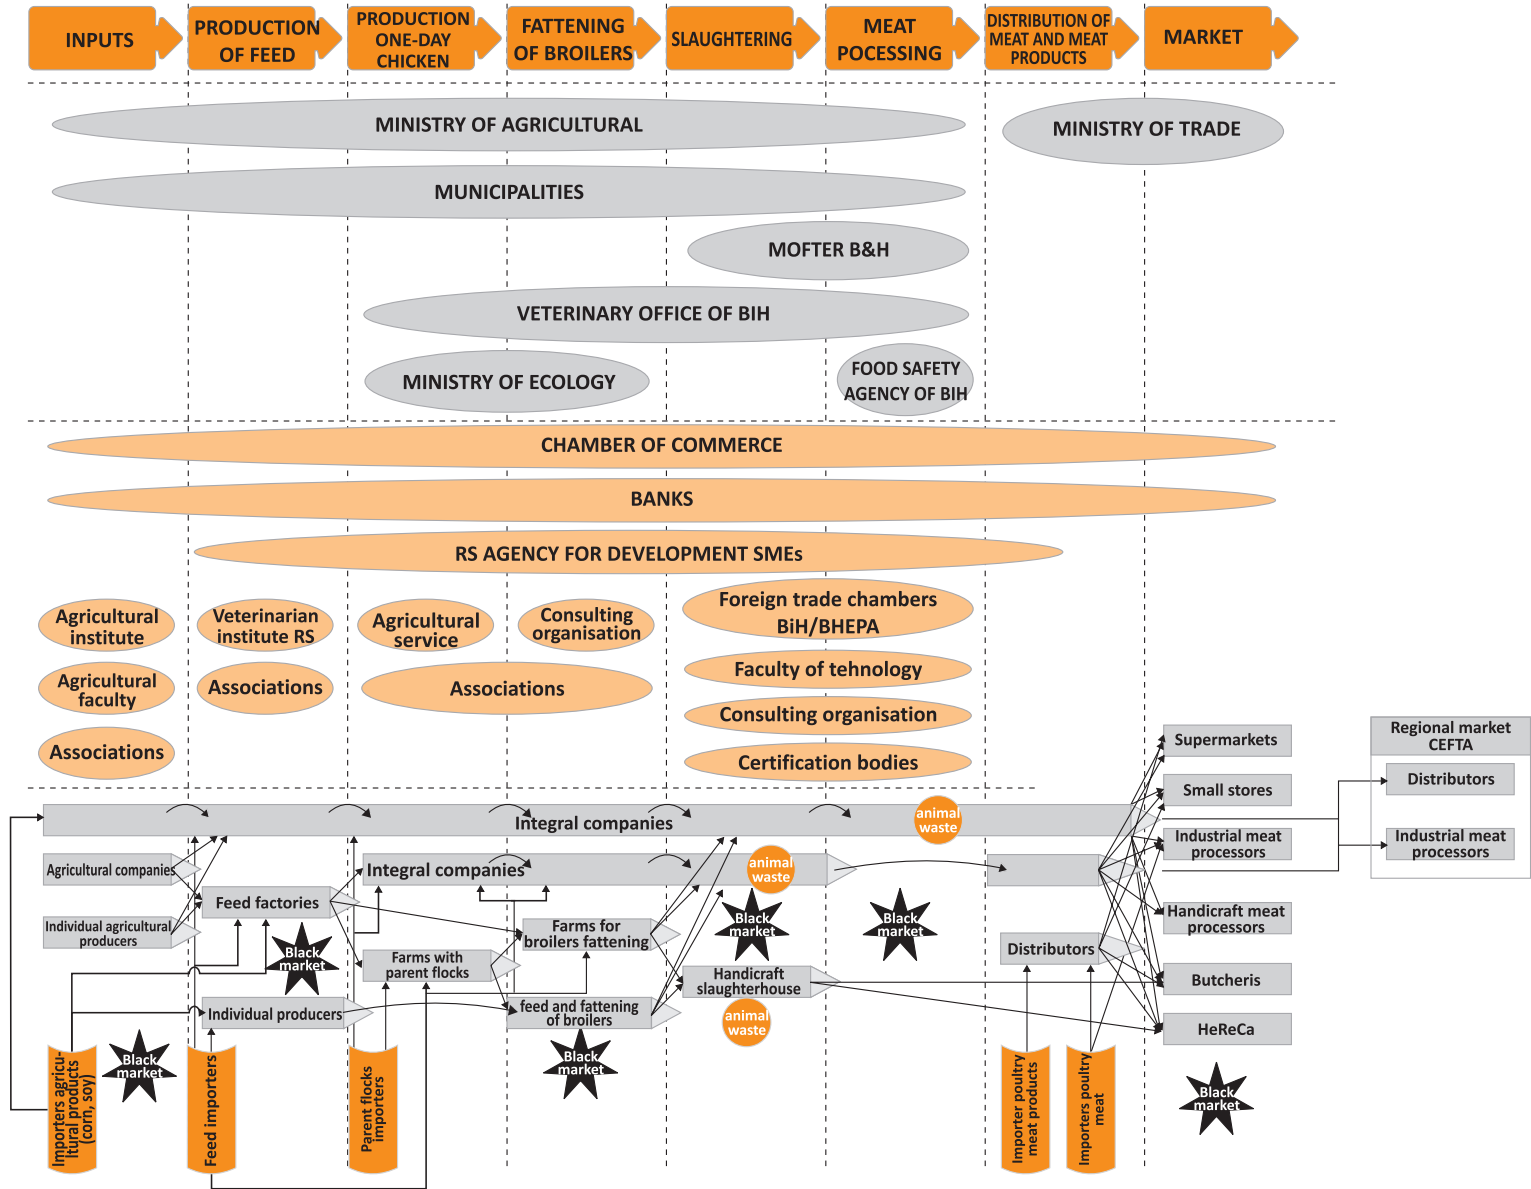 INPUTS
PRODUCTION
OF FEED
PRODUCTION
ONE-DAY
CHICKEN
FATTENING
OF BROILERS
SLAUGHTERING
MEAT
POCESSING
DISTRIBUTION OF
MEAT AND MEAT
PRODUCTS
MARKET
MINISTRY OF AGRICULTURAL
MINISTRY OF TRADE
MUNICIPALITIES
MOFTER B&H
VETERINARY OFFICE OF BIH
MINISTRY OF ECOLOGY
FOOD SAFETY
AGENCY OF BIH
CHAMBER OF COMMERCE
BANKS
RS AGENCY FOR DEVELOPMENT SMEs
Agricultural
institute
Veterinarian
institute RS
Agricultural
service
Consulting
organisation
Foreign trade chambers
BiH/BHEPA
Agricultural
faculty
Associations
Associations
Faculty of tehnology
Consulting organisation
Associations
Certification bodies
Supermarkets
Small stores
Industrial meat
processors
Handicraft meat
processors
Butcheris
HeReCa
Regional market
CEFTA
Distributors
Industrial meat
processors
Integral companies
animal
waste
Agricultural companies
Integral companies
animal
waste
Feed factories
Individual agricultural
producers
Farms for
broilers fattening
Black
market
Black
market
Black
market
Distributors
Farms with
parent flocks
Handicraft
slaughterhouse
Individual producers
feed and fattening
of broilers
animal
waste
Black
market
Black
market
Black
market
Importers agricu-
ltural products
(corn, soy)
Feed importers
Parent flocks
importers
Importer poultry
meat products
Importers poultry
meat